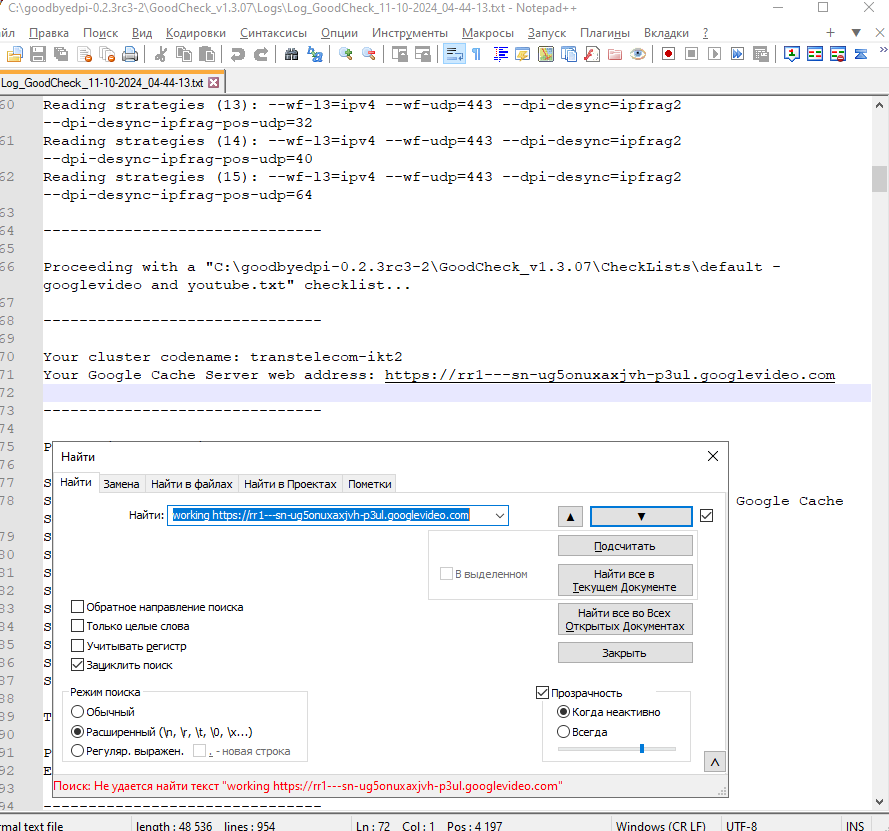 C:\goodbyedpi-0.2.3rc3-2\GoodCheck_v1.3.07\Logs\Log_GoodCheck_11-10-2024_04-44-13.txt - Notepad++
Правка Поиск Вид Кодировки Синтаксисы Опции Инструменты Макросы Запуск Плагины Вкладки ?
Log_GoodCheck_11-10-2024_04-44-13.txt
60 Reading strategies (13): --wf-l3=ipv4 --wf-udp=443 --dpi-desync=ipfrag2
--dpi-desync-ipfrag-pos-udp=32
61 Reading strategies (14): --wf-l3=ipv4 --wf-udp=443 --dpi-desync=ipfrag2
--dpi-desync-ipfrag-pos-udp=40
62 Reading strategies (15): --wf-l3=ipv4 --wf-udp=443 --dpi-desync=ipfrag2
--dpi-desync-ipfrag-pos-udp=64
63
64 -------------------------------
65
66 Proceeding with a "C:\goodbyedpi-0.2.3rc3-2\GoodCheck_v1.3.07\CheckLists\default -
googlevideo and youtube.txt" checklist...
67
68 -------------------------------
69
70 Your cluster codename: transtelecom-ikt2
71 Your Google Cache Server web address: https://rr1---sn-ug5onuxaxjvh-p3ul.googlevideo.com
72
73 -------------------------------
74
75 P
76
77 S
78 S Google Cache
S
79 S
80 S
81 S
82 S
83 S
84 S
85 S
86 S
87 S
88
89 T
90
91 P
92 E
93
94 -------------------------------
Найти
Найти Замена Найти в файлах Найти в Проектах Пометки
Найти: working https://rr1---sn-ug5onuxaxjvh-p3ul.googlevideo.com
▲ ▼
Подсчитать
В выделенном
Найти все в
Текущем Документе
Найти все во Всех
Открытых Документах
Закрыть
Обратное направление поиска
Только целые слова
Учитывать регистр
Зациклить поиск
Режим поиска
Обычный
Расширенный (\n, \r, \t, \0, \x...)
Регуляр. выражен. . - новая строка
Прозрачность
Когда неактивно
Всегда
Поиск: Не удается найти текст "working https://rr1---sn-ug5onuxaxjvh-p3ul.googlevideo.com"
text file length : 48 536 lines : 954 Ln : 72 Col : 1 Pos : 4 197 Windows (CR LF) UTF-8 INS